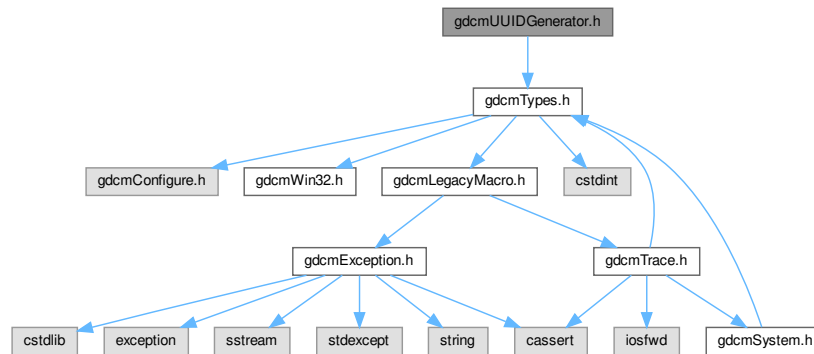 gdcmUUIDGenerator.h
gdcmTypes.h
gdcmConfigure.h
gdcmWin32.h
gdcmLegacyMacro.h
cstdint
gdcmException.h
gdcmTrace.h
cstdlib
exception
sstream
stdexcept
string
cassert
iosfwd
gdcmSystem.h